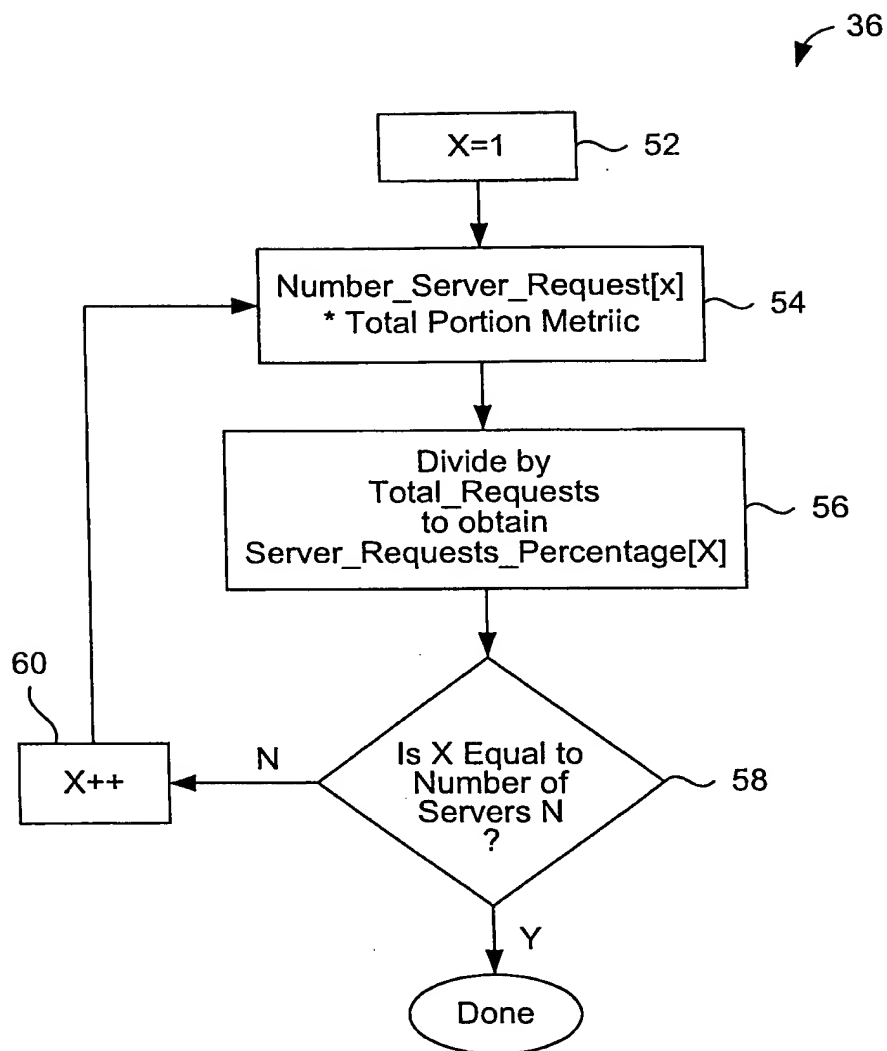 36
X=1
52
Number_Server_Request[x]
* Total Portion Metriic
54
Divide by
Total_Requests
to obtain
Server_Requests_Percentage[X]
56
60
X++
N
Is X Equal to
Number of
Servers N
?
58
Y
Done